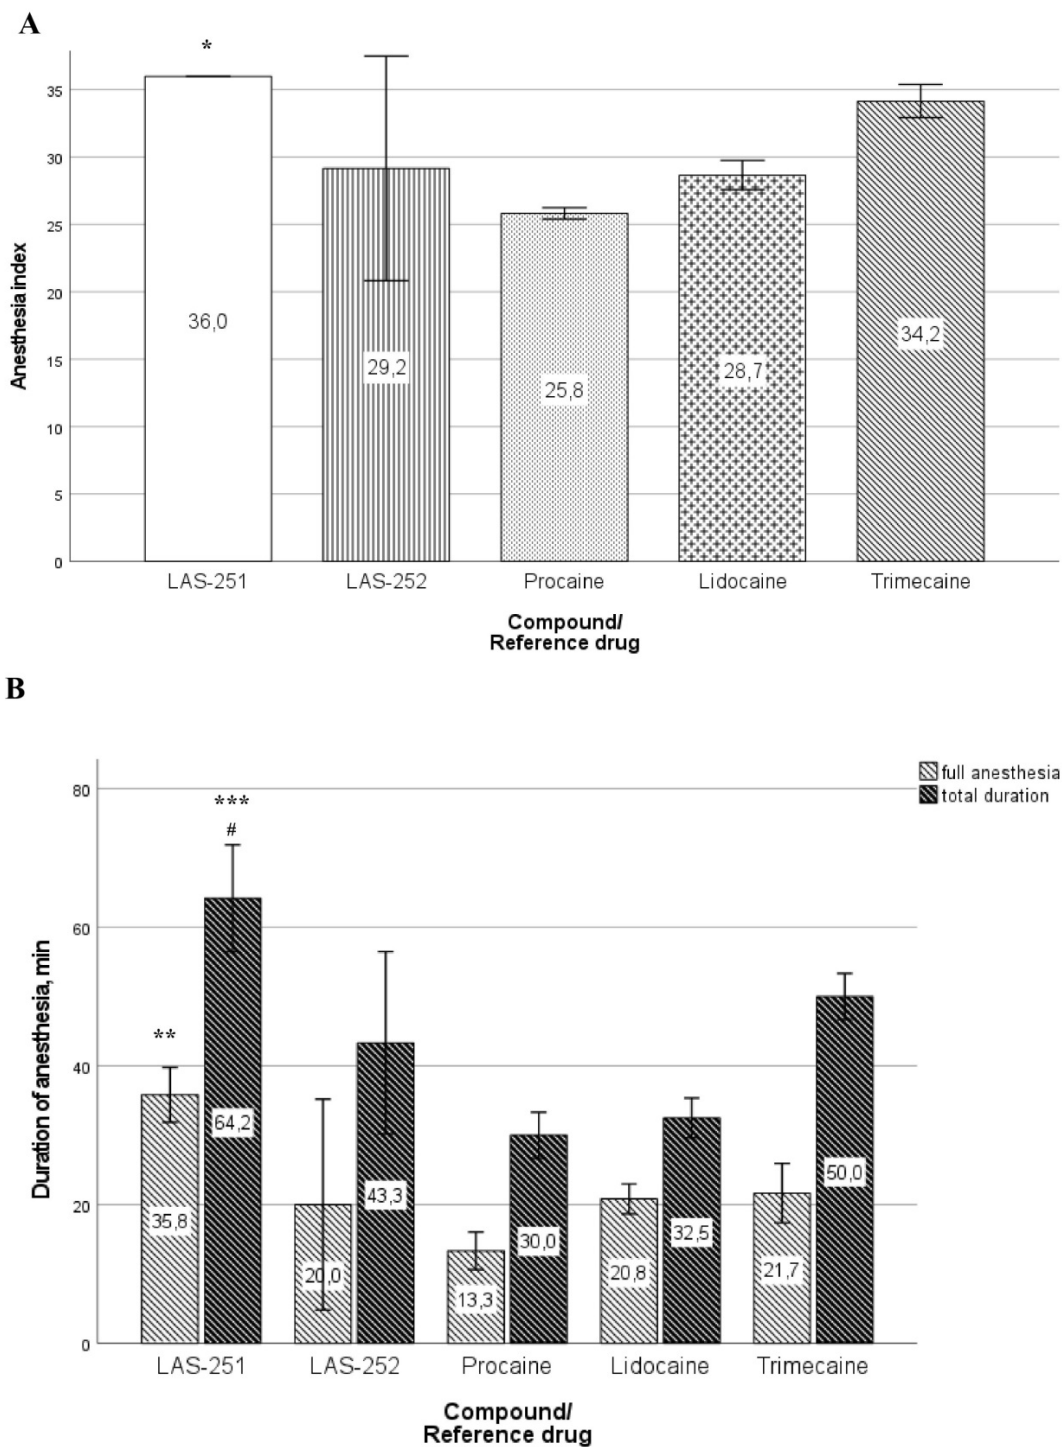 A
*
Anesthesia index
35
30
25
20
15
10
5
0
36,0
29,2
25,8
28,7
34,2
LAS-251
LAS-252
Procaine
Lidocaine
Trimecaine
Compound/
Reference drug
B
full anesthesia
total duration
Duration of anesthesia, min
80
60
40
20
0
***
#
**
35,8
64,2
20,0
43,3
13,3
30,0
20,8
32,5
21,7
50,0
LAS-251
LAS-252
Procaine
Lidocaine
Trimecaine
Compound/
Reference drug